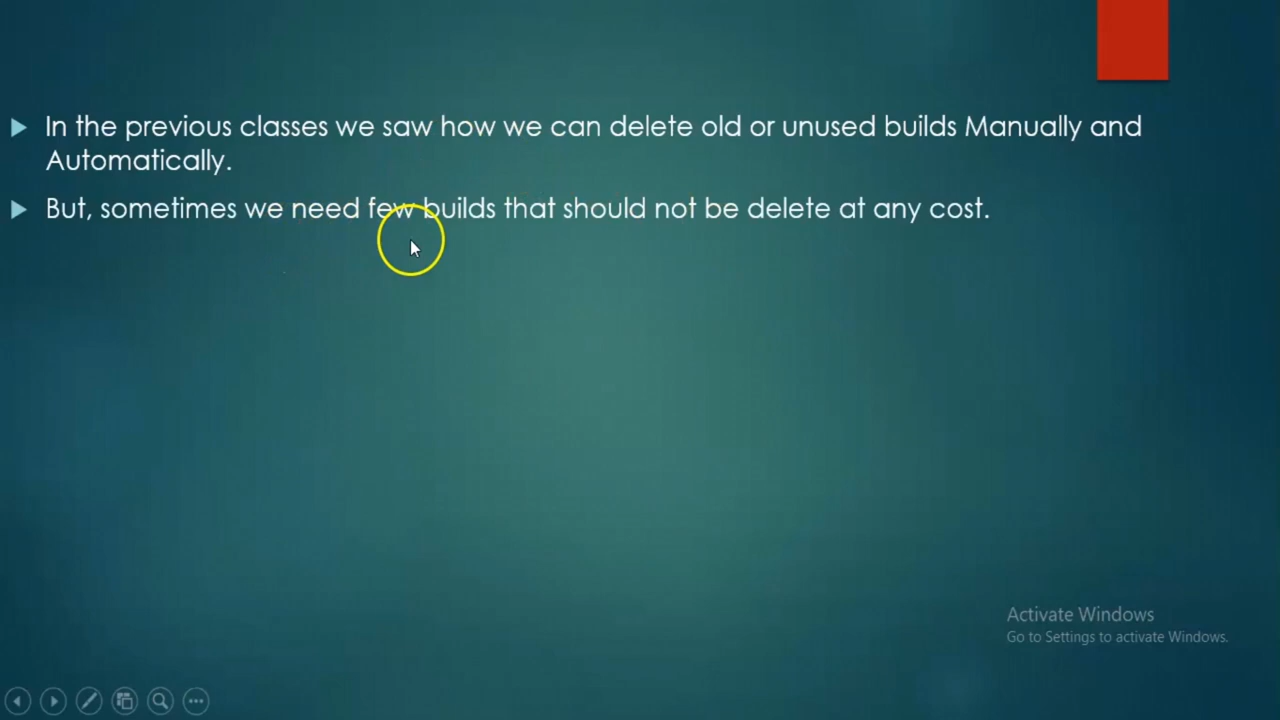 In the previous classes we saw how we can delete old or unused builds Manually and
Automatically.
But, sometimes we need few builds that should not be delete at any cost.
Activate Windows
Go to Settings to activate Windows.